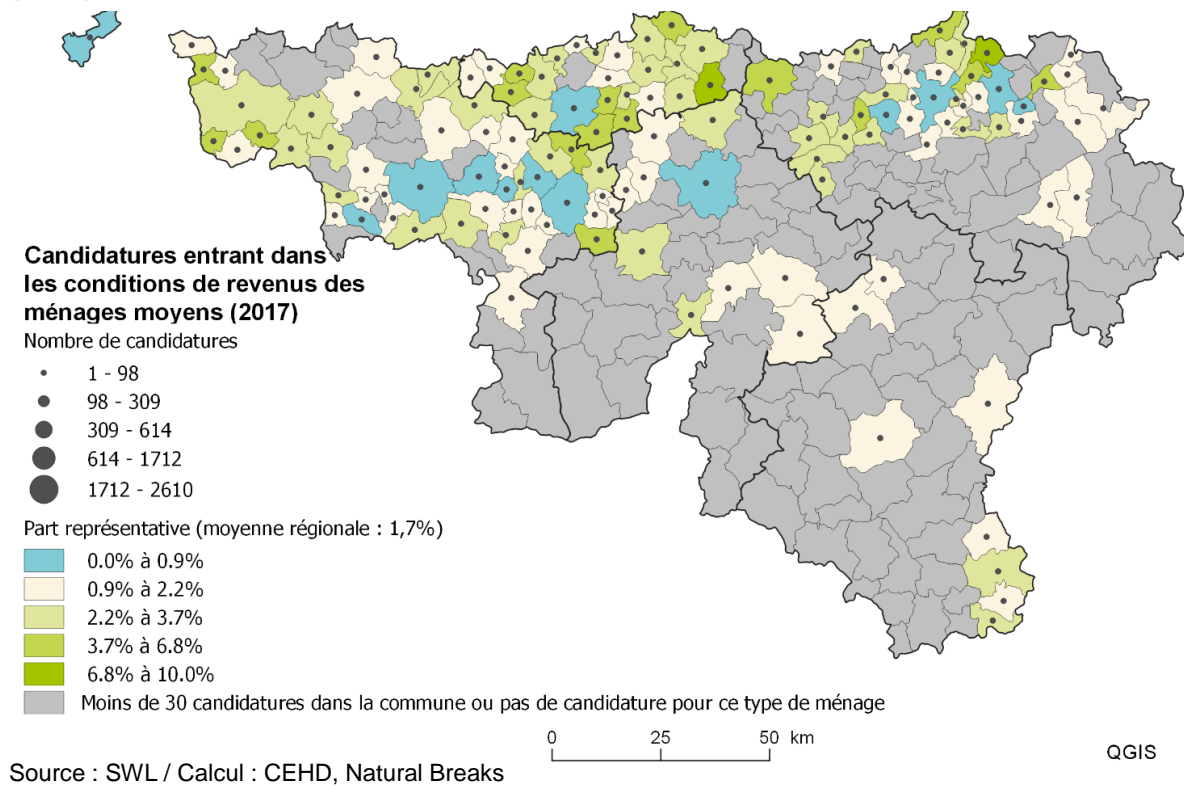 Candidatures entrant dans
les conditions de revenus des
ménages moyens (2017)
Nombre de candidatures
1 - 98
98 - 309
309 - 614
614 - 1712
1712 - 2610
Part représentative (moyenne régionale : 1,7%)
0.0% à 0.9%
0.9% à 2.2%
2.2% à 3.7%
3.7% à 6.8%
6.8% à 10.0%
Moins de 30 candidatures dans la commune ou pas de candidature pour ce type de ménage
0 25 50 km
QGIS
Source : SWL / Calcul : CEHD, Natural Breaks